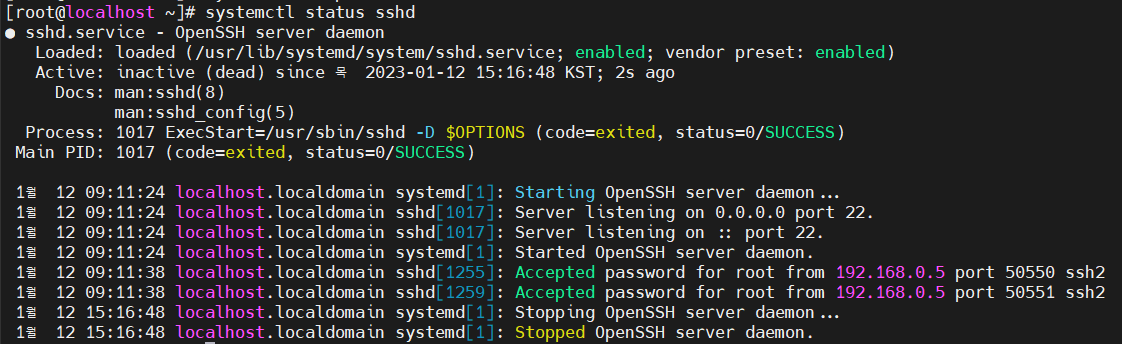 [root@localhost ~]# systemctl status sshd
● sshd.service - OpenSSH server daemon
   Loaded: loaded (/usr/lib/systemd/system/sshd.service; enabled; vendor preset: enabled)
   Active: inactive (dead) since 목  2023-01-12 15:16:48 KST; 2s ago
     Docs: man:sshd(8)
           man:sshd_config(5)
  Process: 1017 ExecStart=/usr/sbin/sshd -D $OPTIONS (code=exited, status=0/SUCCESS)
 Main PID: 1017 (code=exited, status=0/SUCCESS)
 1월  12 09:11:24 localhost.localdomain systemd[1]: Starting OpenSSH server daemon...
 1월  12 09:11:24 localhost.localdomain sshd[1017]: Server listening on 0.0.0.0 port 22.
 1월  12 09:11:24 localhost.localdomain sshd[1017]: Server listening on :: port 22.
 1월  12 09:11:24 localhost.localdomain systemd[1]: Started OpenSSH server daemon.
 1월  12 09:11:38 localhost.localdomain sshd[1255]: Accepted password for root from 192.168.0.5 port 50550 ssh2
 1월  12 09:11:38 localhost.localdomain sshd[1259]: Accepted password for root from 192.168.0.5 port 50551 ssh2
 1월  12 15:16:48 localhost.localdomain systemd[1]: Stopping OpenSSH server daemon...
 1월  12 15:16:48 localhost.localdomain systemd[1]: Stopped OpenSSH server daemon.